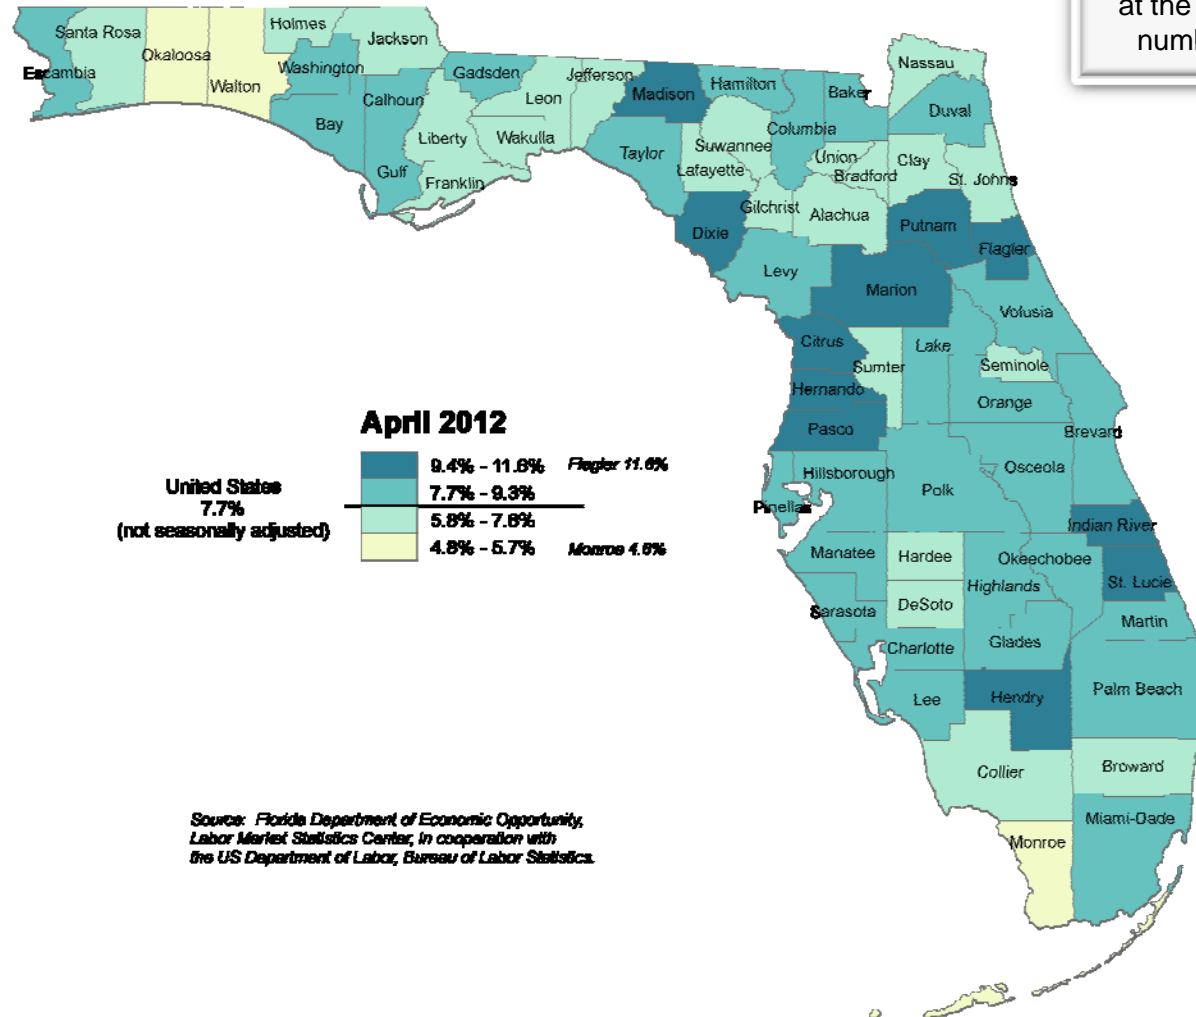 at the
numb
Santa Rosa
Holmes
Jackson
Okaloosa
Escambia
Walton
Washington
Gadsden
Jefferson
Madison
Hamilton
Baker
Nassau
Duval
Calhoun
Leon
Bay
Liberty
Wakulla
Columbia
Taylor
Suwannee
Lafayette
Union
Bradford
Clay
St. Johns
Gulf
Franklin
Gilchrist
Alachua
Dixie
Putnam
Flagler
Levy
Marion
Volusia
Citrus
Lake
Sumter
Seminole
Hernando
Orange
Pasco
Brevard
April 2012
9.4% - 11.6% Flagler 11.6%
7.7% - 9.3%
United States
7.7%
(not seasonally adjusted)
5.8% - 7.6%
4.6% - 5.7% Monroe 4.6%
Hillsborough
Osceola
Polk
Pinellas
Indian River
Manatee
Hardee
Okeechobee
Highlands
St. Lucie
Sarasota
DeSoto
Martin
Charlotte
Glades
Lee
Hendry
Palm Beach
Collier
Broward
Miami-Dade
Monroe
Source: Florida Department of Economic Opportunity,
Labor Market Statistics Center, in cooperation with
the US Department of Labor, Bureau of Labor Statistics.